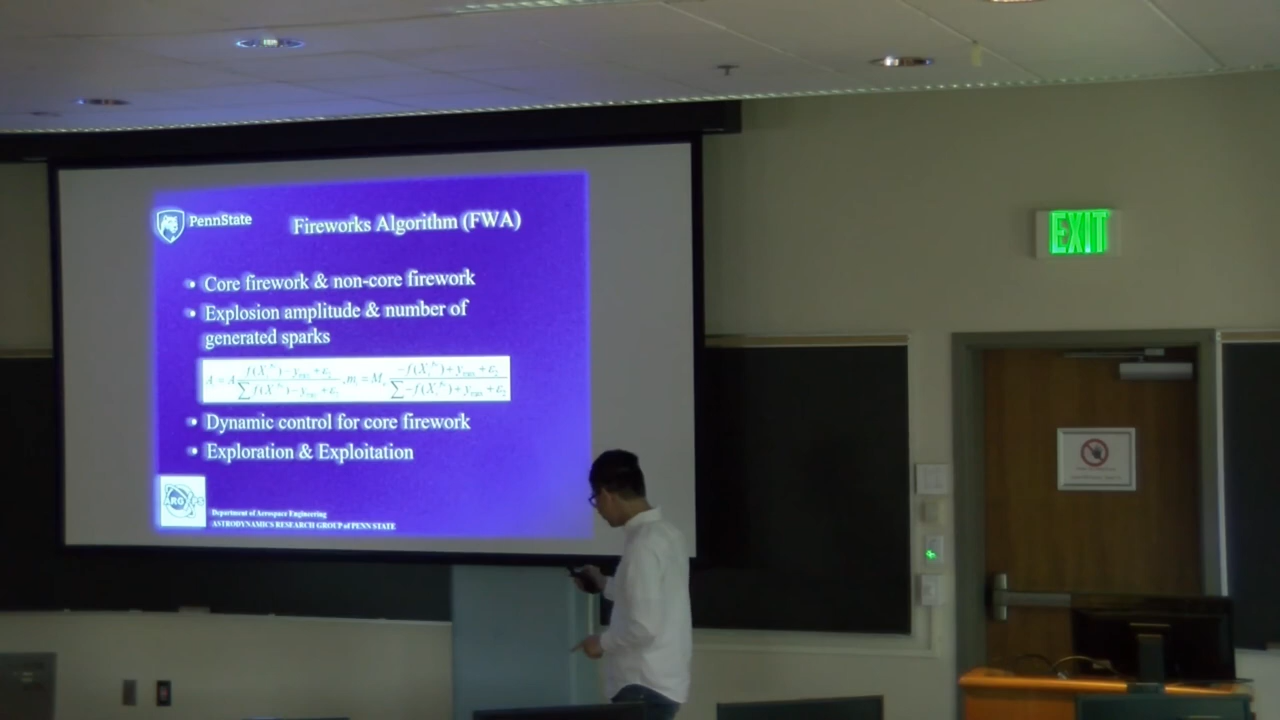 PennState
Fireworks Algorithm (FWA)
EXIT
• Core firework & non-core firework
• Explosion amplitude & number of
generated sparks
• Dynamic control for core firework
• Exploration & Exploitation
Department of Aerospace Engineering
ASTRODYNAMICS RESEARCH GROUP of PENN STATE